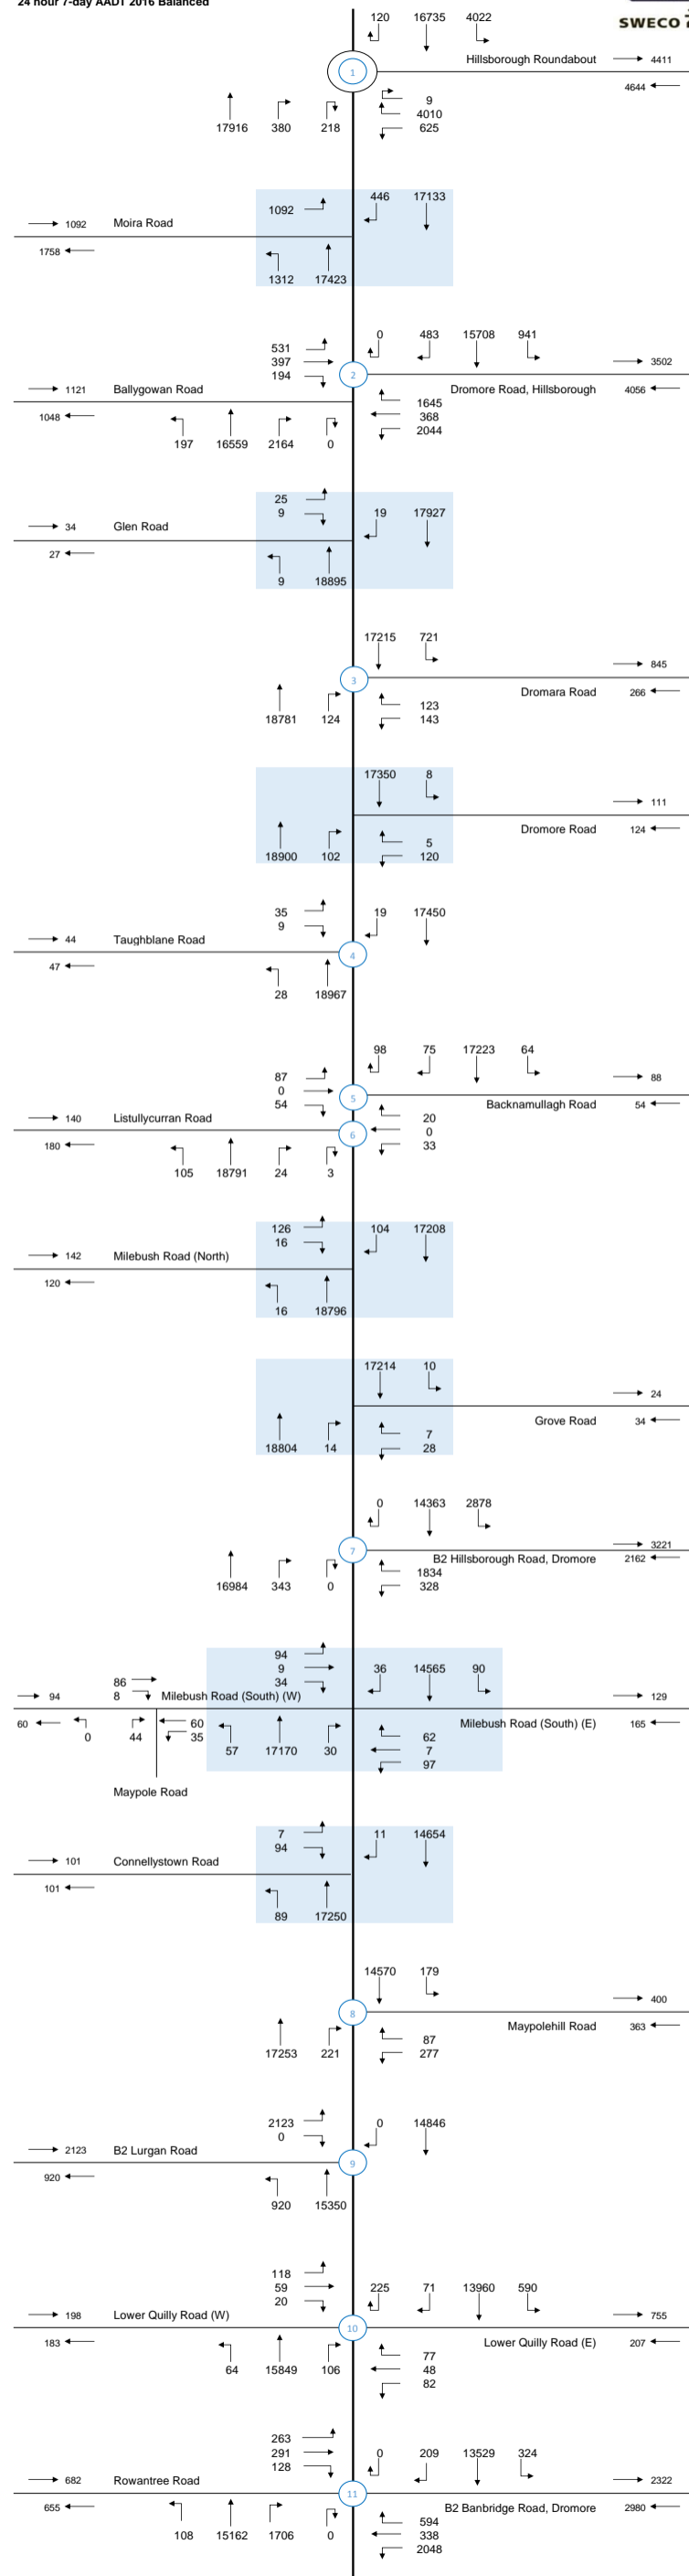 24 hour 7-day AADT 2016 Balanced
SWECO
120 16735 4022
Hillsborough Roundabout 4411
1
4644
9
4010
17916 380 218 625
1092 446 17133
1092 Moira Road
1758
1312 17423
0 483 15708 941
531
397
194
2
3502
1121 Ballygowan Road
Dromore Road, Hillsborough 4056
1048
1645
368
2044
197 16559 2164 0
25
9
19 17927
34 Glen Road
27
9 18895
17215 721
845
3
Dromara Road 266
18781 124
123
143
17350 8
111
Dromore Road 124
5
18900 102 120
35
9
19 17450
44 Taughblane Road
4
47
28 18967
98 75 17223 64
87
0
54
88
5
Backnamullagh Road 54
140 Listullycurran Road
6
180
20
0
33
105 18791 24 3
126
16
104 17208
142 Milebush Road (North)
120
16 18796
17214 10
24
Grove Road 34
18804 14
7
28
0 14363 2878
3221
7
B2 Hillsborough Road, Dromore 2162
16984 343 0
1834
328
94
9
34
36 14565 90
86
8
94 Milebush Road (South) (W)
129
60
0 44
60
35
Milebush Road (South) (E) 165
57 17170 30
62
7
97
Maypole Road
7
94
11 14654
101 Connellystown Road
101
89 17250
14570 179
400
8
Maypolehill Road 363
17253 221
87
277
2123
0
0 14846
2123 B2 Lurgan Road
9
920
920 15350
118
59
20
225 71 13960 590
198 Lower Quilly Road (W)
755
10
183
Lower Quilly Road (E) 207
64 15849 106
77
48
82
263
291
128
0 209 13529 324
682 Rowantree Road
2322
11
655
B2 Banbridge Road, Dromore 2980
108 15162 1706 0
594
338
2048